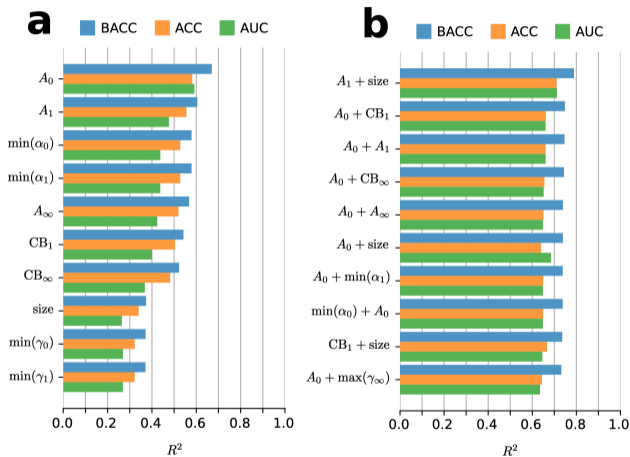 a
BACC ACC AUC
A₀
A₁
min(α₀)
min(α₁)
A∞
CB₁
CB∞
size
min(γ₀)
min(γ₁)
0.0 0.2 0.4 0.6 0.8 1.0
R²
b
BACC ACC AUC
A₁ + size
A₀ + CB₁
A₀ + A₁
A₀ + CB∞
A₀ + A∞
A₀ + size
A₀ + min(α₁)
min(α₀) + A₀
CB₁ + size
A₀ + max(γ∞)
0.0 0.2 0.4 0.6 0.8 1.0
R²